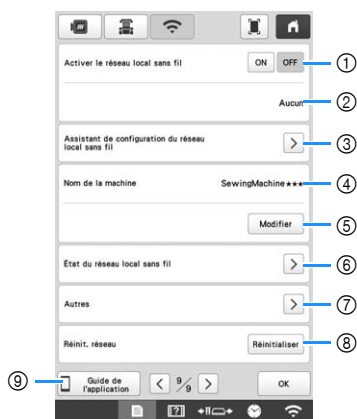 Activer le réseau local sans fil ON OFF ①
Aucun ②
Assistant de configuration du réseau
local sans fil > ③
Nom de la machine SewingMachine★★★ ④
Modifier ⑤
État du réseau local sans fil > ⑥
Autres > ⑦
Réinit. réseau Réinitialiser ⑧
⑨ Guide de
l'application < 9/9 > OK